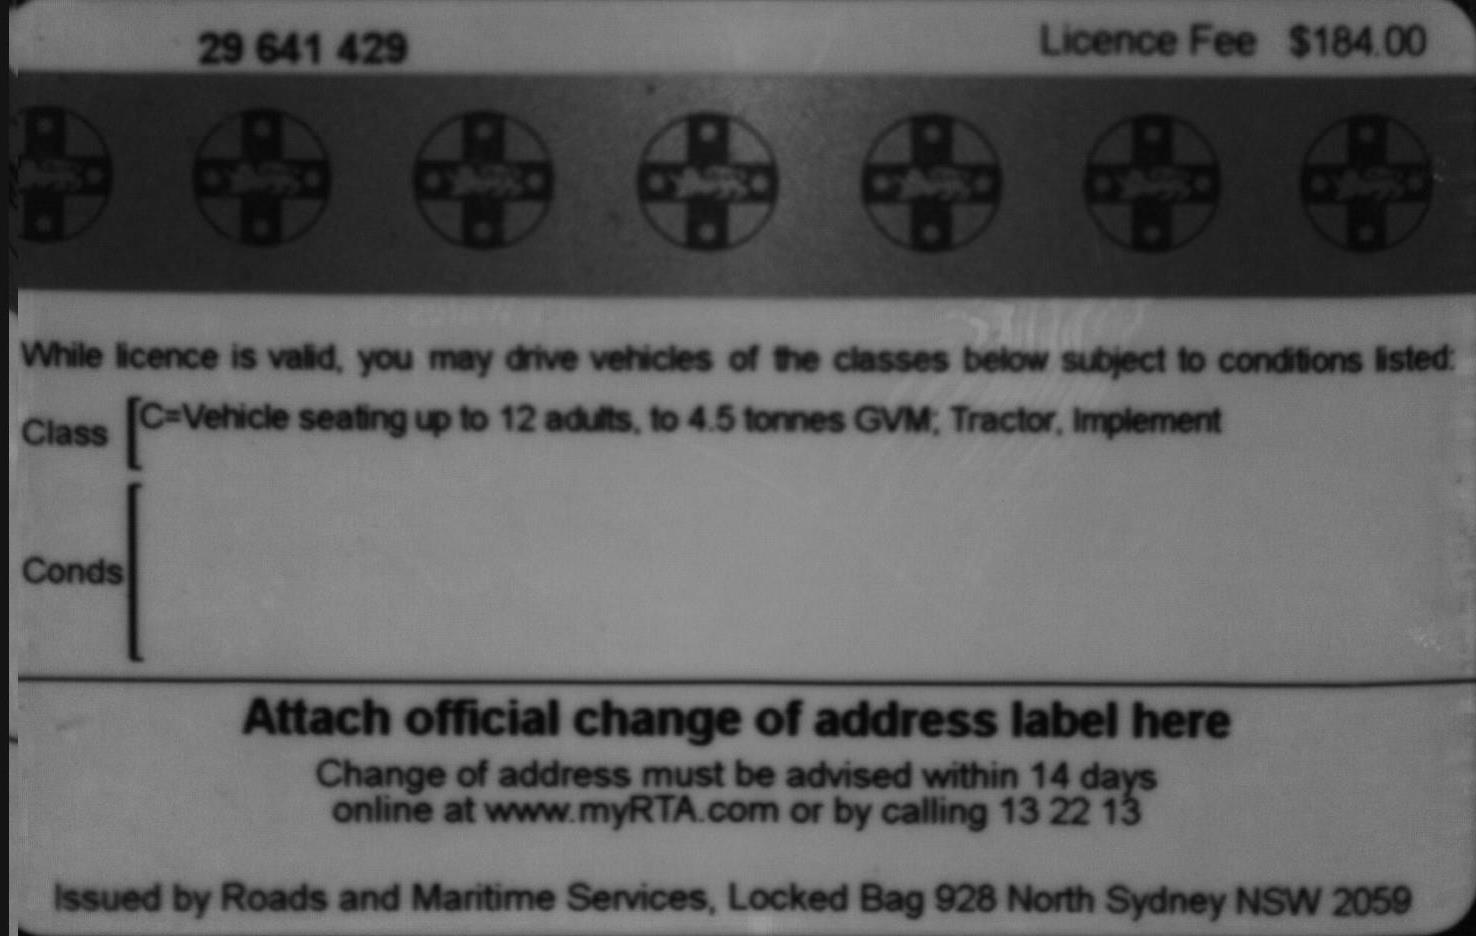 29 641 429 Licence Fee $184.00
While licence is valid, you may drive vehicles of the classes below subject to conditions listed:
Class [C=Vehicle seating up to 12 adults, to 4.5 tonnes GVM; Tractor, Implement
Conds [
Attach official change of address label here
Change of address must be advised within 14 days
online at www.myRTA.com or by calling 13 22 13
Issued by Roads and Maritime Services, Locked Bag 928 North Sydney NSW 2059